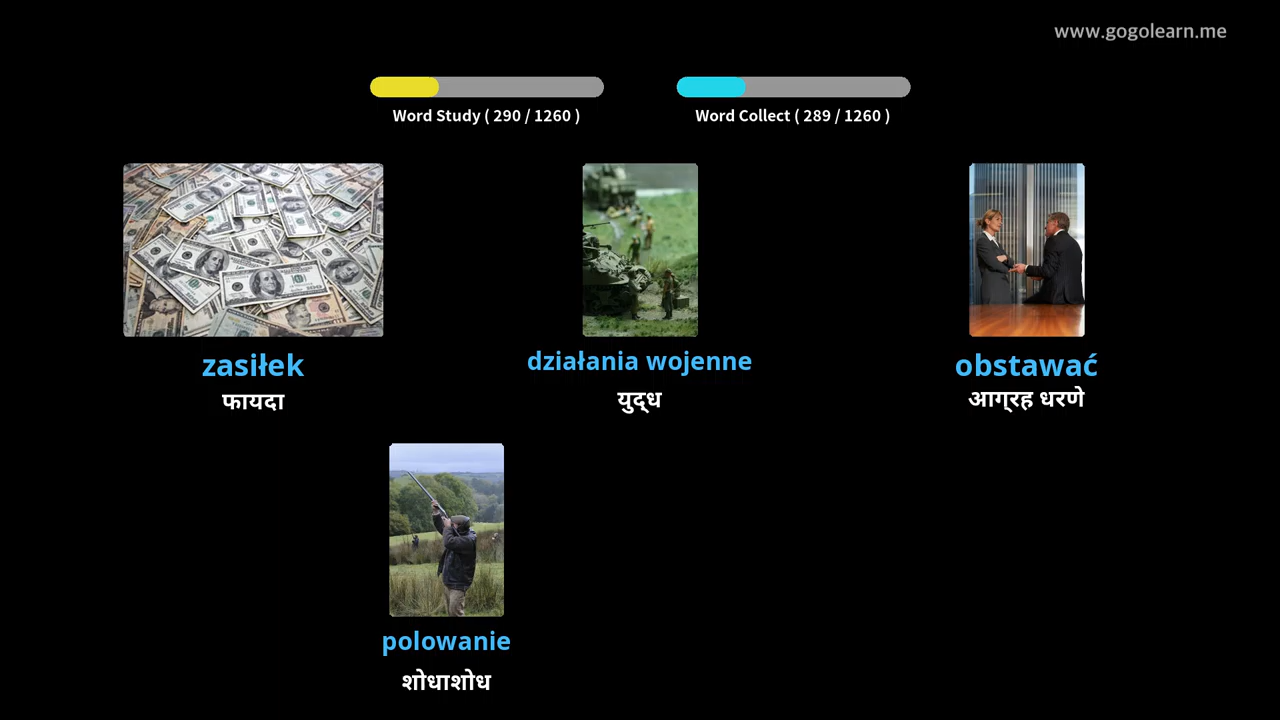 www.gogolearn.me
Word Study ( 290 / 1260 )
Word Collect ( 289 / 1260 )
zasiłek
działania wojenne
obstawać
फायदा
युद्ध
आग्रह धरणे
polowanie
शोधाशोध